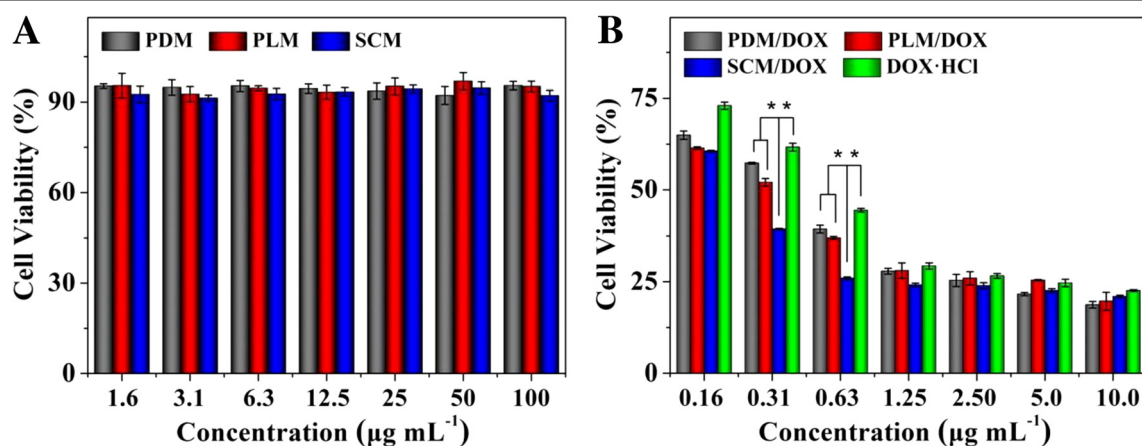 A
PDM PLM SCM
90
60
30
0
Cell Viability (%)
1.6 3.1 6.3 12.5 25 50 100
Concentration (μg mL⁻¹)
B
PDM/DOX PLM/DOX
SCM/DOX DOX·HCl
75
50
25
0
Cell Viability (%)
* *
* *
0.16 0.31 0.63 1.25 2.50 5.0 10.0
Concentration (μg mL⁻¹)